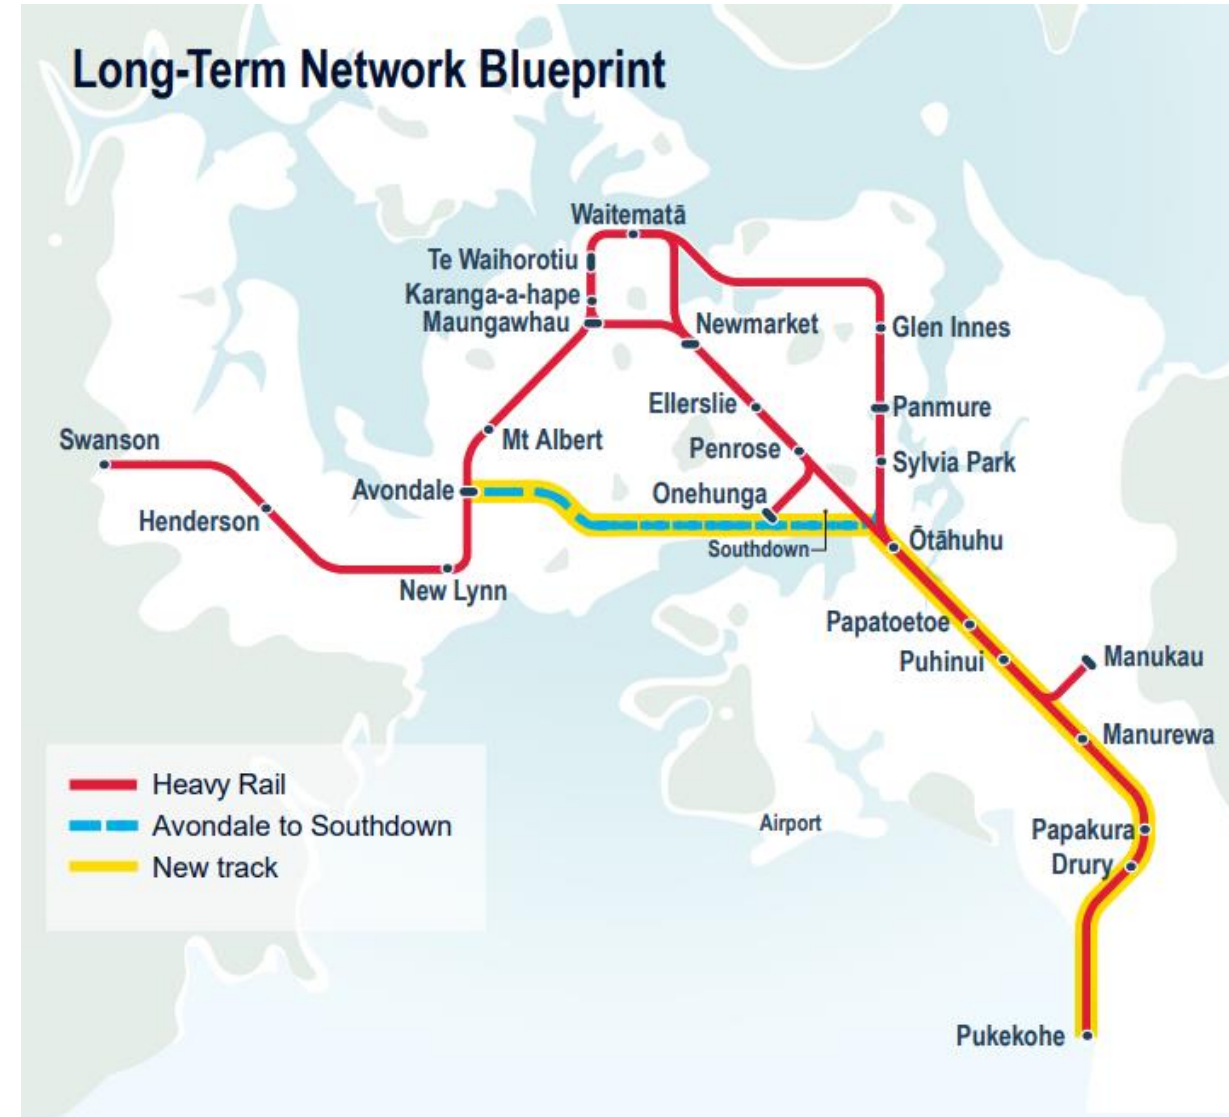 Long-Term Network Blueprint
Waitematā
Te Waihorotiu
Karanga-a-hape
Maungawhau
Newmarket
Glen Innes
Ellerslie
Panmure
Swanson
Mt Albert
Penrose
Sylvia Park
Avondale
Onehunga
Henderson
Southdown
Ōtāhuhu
New Lynn
Papatoetoe
Puhinui
Manukau
Manurewa
Heavy Rail
Avondale to Southdown
New track
Airport
Papakura
Drury
Pukekohe